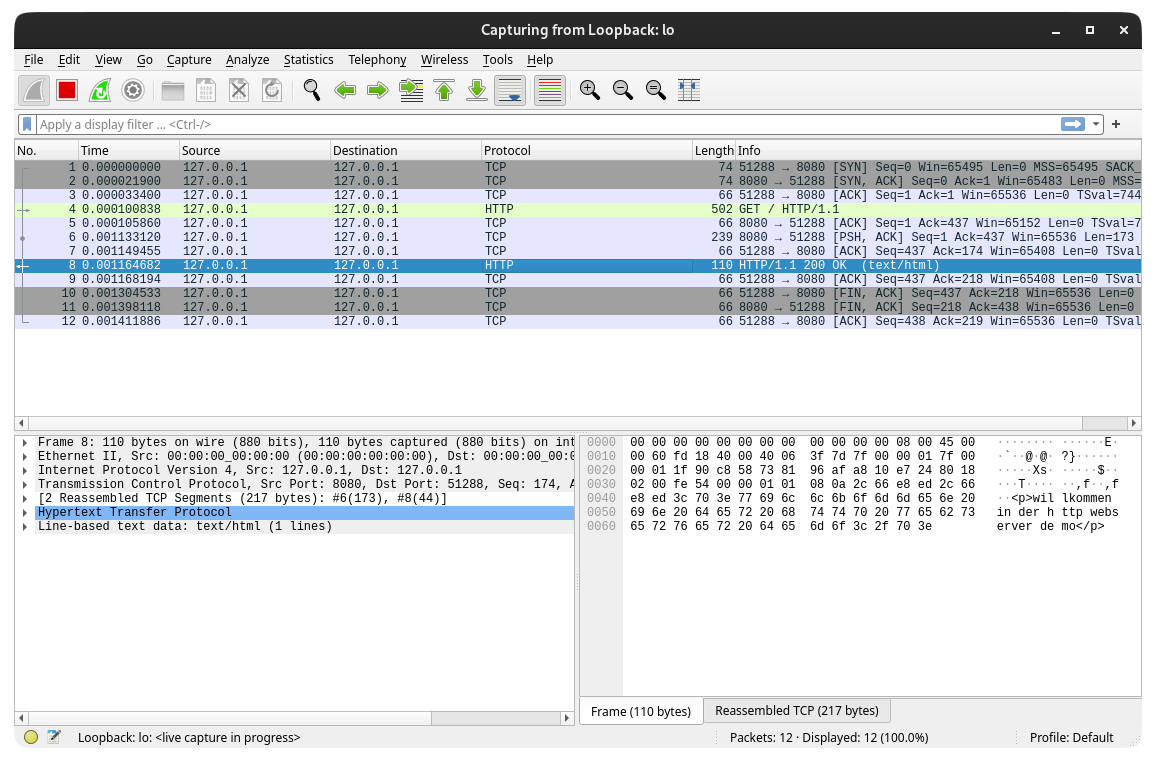 Capturing from Loopback: lo
File Edit View Go Capture Analyze Statistics Telephony Wireless Tools Help
Apply a display filter ... <Ctrl-/>
No. Time Source Destination Protocol Length Info
1 0.000000000 127.0.0.1 127.0.0.1 TCP 74 51288 → 8080 [SYN] Seq=0 Win=65495 Len=0 MSS=65495 SACK_
2 0.000021900 127.0.0.1 127.0.0.1 TCP 74 8080 → 51288 [SYN, ACK] Seq=0 Ack=1 Win=65483 Len=0 MSS=
3 0.000033400 127.0.0.1 127.0.0.1 TCP 66 51288 → 8080 [ACK] Seq=1 Ack=1 Win=65536 Len=0 TSval=744
4 0.000100838 127.0.0.1 127.0.0.1 HTTP 502 GET / HTTP/1.1
5 0.000105860 127.0.0.1 127.0.0.1 TCP 66 8080 → 51288 [ACK] Seq=1 Ack=437 Win=65152 Len=0 TSval=7
6 0.001133120 127.0.0.1 127.0.0.1 TCP 239 8080 → 51288 [PSH, ACK] Seq=1 Ack=437 Win=65536 Len=173
7 0.001149455 127.0.0.1 127.0.0.1 TCP 66 51288 → 8080 [ACK] Seq=437 Ack=174 Win=65408 Len=0 TSval
8 0.001164682 127.0.0.1 127.0.0.1 HTTP 110 HTTP/1.1 200 OK (text/html)
9 0.001168194 127.0.0.1 127.0.0.1 TCP 66 51288 → 8080 [ACK] Seq=437 Ack=218 Win=65408 Len=0 TSval
10 0.001304533 127.0.0.1 127.0.0.1 TCP 66 51288 → 8080 [FIN, ACK] Seq=437 Ack=218 Win=65536 Len=0
11 0.001398118 127.0.0.1 127.0.0.1 TCP 66 8080 → 51288 [FIN, ACK] Seq=218 Ack=438 Win=65536 Len=0
12 0.001411886 127.0.0.1 127.0.0.1 TCP 66 51288 → 8080 [ACK] Seq=438 Ack=219 Win=65536 Len=0 TSval
Frame 8: 110 bytes on wire (880 bits), 110 bytes captured (880 bits) on int
Ethernet II, Src: 00:00:00_00:00:00 (00:00:00:00:00:00), Dst: 00:00:00_00:0
Internet Protocol Version 4, Src: 127.0.0.1, Dst: 127.0.0.1
Transmission Control Protocol, Src Port: 8080, Dst Port: 51288, Seq: 174, A
[2 Reassembled TCP Segments (217 bytes): #6(173), #8(44)]
Hypertext Transfer Protocol
Line-based text data: text/html (1 lines)
0000 00 00 00 00 00 00 00 00 00 00 00 00 08 00 45 00 ········ ······E·
0010 00 60 fd 18 40 00 40 06 3f 7d 7f 00 00 01 7f 00 ·`··@·@· ?}······
0020 00 01 1f 90 c8 58 73 81 96 af a8 10 e7 24 80 18 ·····Xs· ·····$··
0030 02 00 fe 54 00 00 01 01 08 0a 2c 66 e8 ed 2c 66 ···T···· ··,f··,f
0040 e8 ed 3c 70 3e 77 69 6c 6c 6b 6f 6d 6d 65 6e 20 ··<p>wil lkommen
0050 69 6e 20 64 65 72 20 68 74 74 70 20 77 65 62 73 in der h ttp webs
0060 65 72 76 65 72 20 64 65 6d 6f 3c 2f 70 3e erver de mo</p>
Frame (110 bytes) Reassembled TCP (217 bytes)
Loopback: lo: <live capture in progress> Packets: 12 · Displayed: 12 (100.0%) Profile: Default